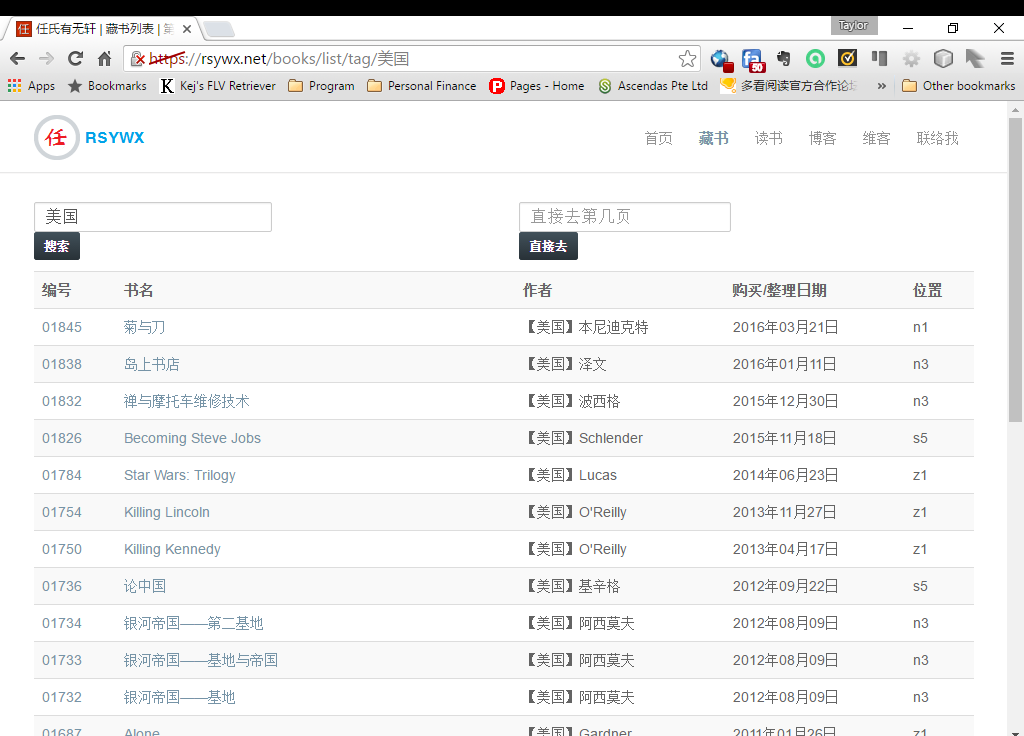 任 任氏有无轩 | 藏书列表 | 第
Taylor
https://rsywx.net/books/list/tag/美国
50
Apps Bookmarks Kej's FLV Retriever Program Personal Finance Pages - Home Ascendas Pte Ltd 多看阅读官方合作论坛 » Other bookmarks
任 RSYWX 首页 藏书 读书 博客 维客 联络我
美国 直接去第几页
搜索 直接去
编号 书名 作者 购买/整理日期 位置
01845 菊与刀 【美国】本尼迪克特 2016年03月21日 n1
01838 岛上书店 【美国】泽文 2016年01月11日 n3
01832 禅与摩托车维修技术 【美国】波西格 2015年12月30日 n3
01826 Becoming Steve Jobs 【美国】Schlender 2015年11月18日 s5
01784 Star Wars: Trilogy 【美国】Lucas 2014年06月23日 z1
01754 Killing Lincoln 【美国】O'Reilly 2013年11月27日 z1
01750 Killing Kennedy 【美国】O'Reilly 2013年04月17日 z1
01736 论中国 【美国】基辛格 2012年09月22日 s5
01734 银河帝国——第二基地 【美国】阿西莫夫 2012年08月09日 n3
01733 银河帝国——基地与帝国 【美国】阿西莫夫 2012年08月09日 n3
01732 银河帝国——基地 【美国】阿西莫夫 2012年08月09日 n3
01687 Alone 【美国】Gardner 2011年01月26日 z1